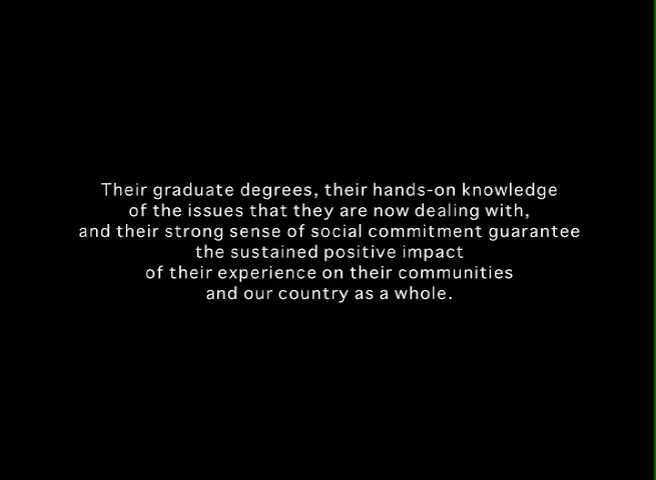 Their graduate degrees, their hands-on knowledge
of the issues that they are now dealing with,
and their strong sense of social commitment guarantee
the sustained positive impact
of their experience on their communities
and our country as a whole.